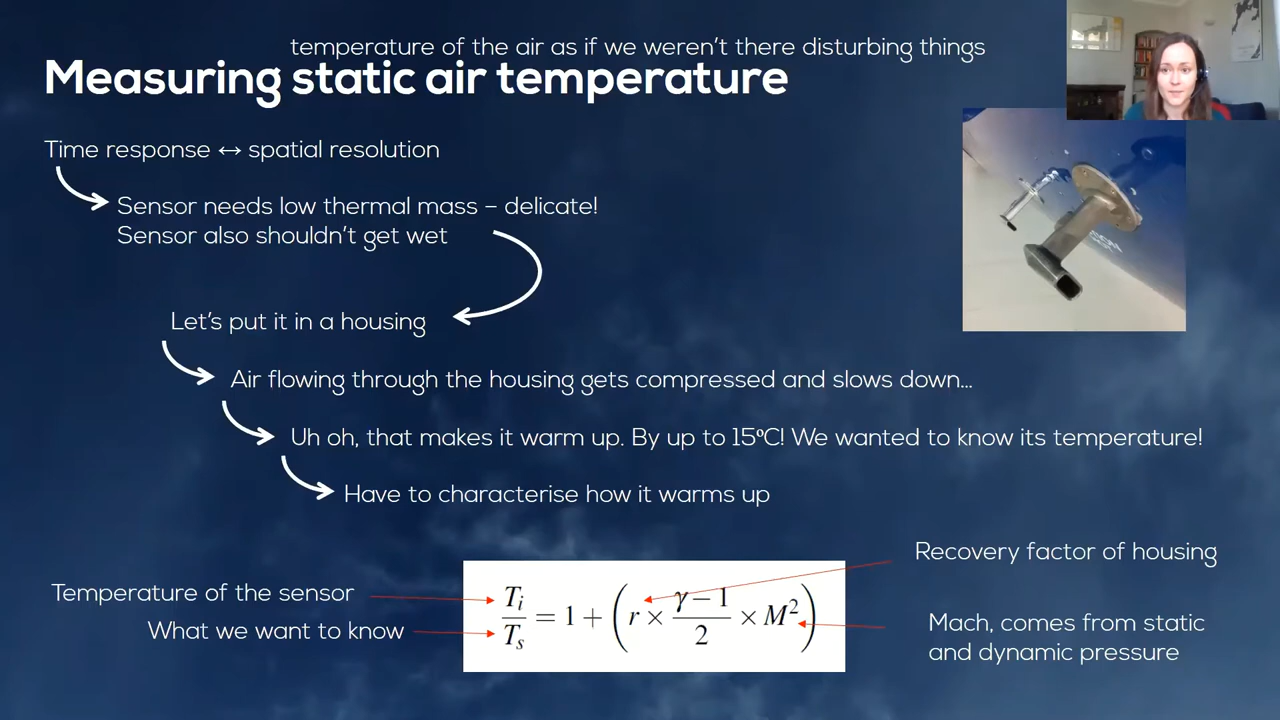 temperature of the air as if we weren't there disturbing things
Measuring static air temperature
Time response ↔ spatial resolution
Sensor needs low thermal mass – delicate!
Sensor also shouldn't get wet
Let's put it in a housing
Air flowing through the housing gets compressed and slows down...
Uh oh, that makes it warm up. By up to 15ºC! We wanted to know its temperature!
Have to characterise how it warms up
Recovery factor of housing
Temperature of the sensor
What we want to know
T_i/T_s = 1 + (r × (γ − 1)/2 × M²)
Mach, comes from static
and dynamic pressure